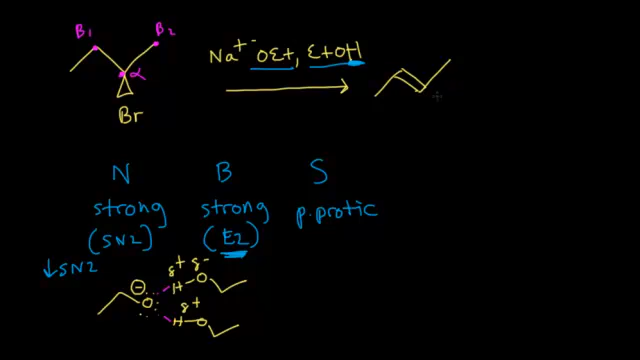 B1 B2
α
Br
Na+ -OEt, EtOH
N B S
strong strong p.protic
(SN2) (E2)
↓SN2
- δ+ δ-
O H O
δ+
H O